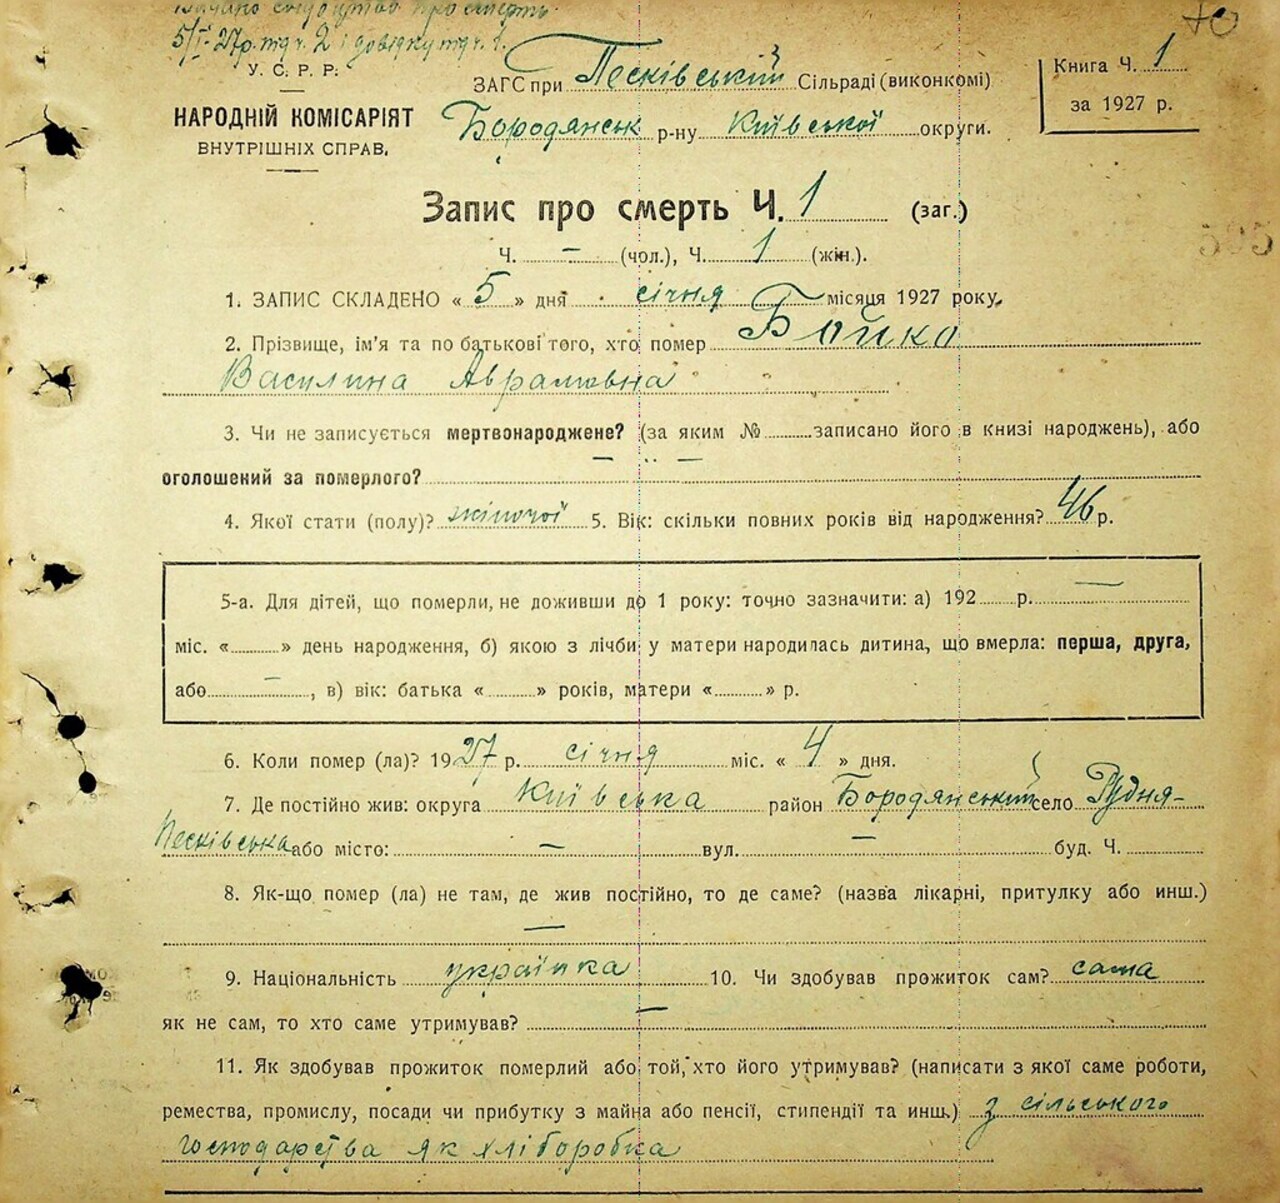 Видано свідоцтво про смерть
5/I-27р. під ч. 2 і довідку під ч. 1.
У. С. Р. Р.
НАРОДНІЙ КОМІСАРІЯТ
ВНУТРІШНІХ СПРАВ.
ЗАГС при Песківський Сільраді (виконкомі)
Бородянськ р-ну Київської округи.
Книга Ч. 1
за 1927 р.
Запис про смерть Ч. 1 (заг.)
Ч. — (чол.), Ч. 1 (жін.).
1. ЗАПИС СКЛАДЕНО « 5 » дня січня місяця 1927 року.
2. Прізвище, ім'я та по батькові того, хто помер Бойко
Василина Аврамовна
3. Чи не записується мертвонароджене? (за яким № записано його в книзі народжень), або
оголошений за померлого? — —
4. Якої стати (полу)? жіночої 5. Вік: скільки повних років від народження? 46 р.
5-а. Для дітей, що померли, не доживши до 1 року: точно зазначити: а) 192 р. —
міс. « » день народження, б) якою з лічби у матери народилась дитина, що вмерла: перша, друга,
або — , в) вік: батька « » років, матери « » р.
6. Коли помер (ла)? 1927 р. січня міс. « 4 » дня.
7. Де постійно жив: округа Київська район Бородянський село Рудня-
Песківська або місто: — вул. — буд. Ч.
8. Як-що помер (ла) не там, де жив постійно, то де саме? (назва лікарні, притулку або инш.)
—
9. Національність українка 10. Чи здобував прожиток сам? сама
як не сам, то хто саме утримував? —
11. Як здобував прожиток померлий або той, хто його утримував? (написати з якої саме роботи,
ремества, промислу, посади чи прибутку з майна або пенсії, стипендії та инш.) з сільського
господарства як хліборобка